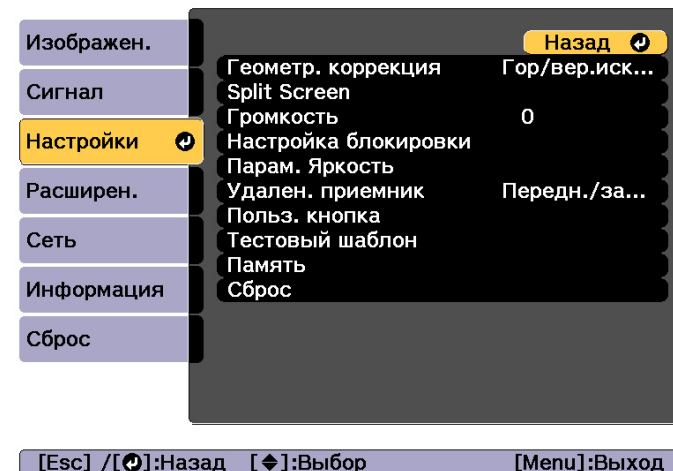 Изображен.
Сигнал
Настройки
Расширен.
Сеть
Информация
Сброс
Назад
Геометр. коррекция Гор/вер.иск...
Split Screen
Громкость 0
Настройка блокировки
Парам. Яркость
Удален. приемник Передн./за...
Польз. кнопка
Тестовый шаблон
Память
Сброс
[Esc] /[⏎]:Назад [◆]:Выбор [Menu]:Выход